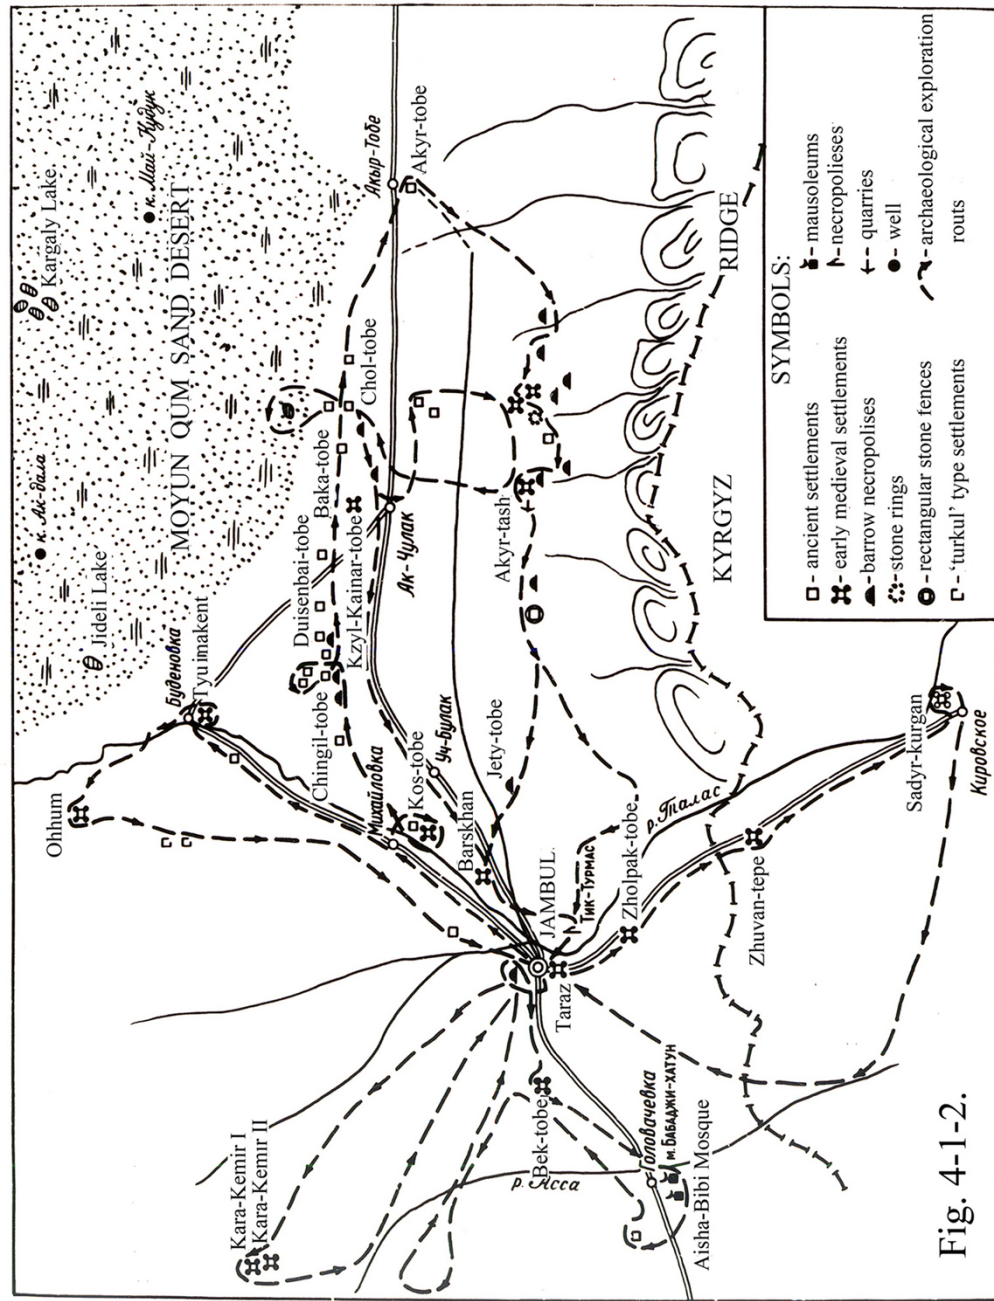 Kargaly Lake
к. Май-Кудук
к. Ак-дала
Jideli Lake
MOYUN QUM SAND DESERT
Буденовка
Tyuimakent
Ohhum
Акыр-Тобе
Akyr-tobe
Chol-tobe
Baka-tobe
Duisenbai-tobe
Kzyl-Kainar-tobe
Chingil-tobe
Ак-Чулак
Михайловка
Kos-tobe
Уч-булак
Barskhan
Jety-tobe
Akyr-tash
JAMBUL
Тик-Турмас
Taraz
Zholpak-tobe
р. Талас
KYRGYZ
RIDGE
Kara-Kemir I
Kara-Kemir II
Bek-tobe
р. Асса
Головачевка
м. БАБАДЖИ-ХАТУН
Aisha-Bibi Mosque
Zhuvan-tepe
Sadyr-kurgan
Кировское
SYMBOLS:
- ancient settlements
- early medieval settlements
- barrow necropolises
- stone rings
- rectangular stone fences
- 'turkul' type settlements
- mausoleums
- necropolieses
- quarries
- well
- archaeological exploration
routs
Fig. 4-1-2.